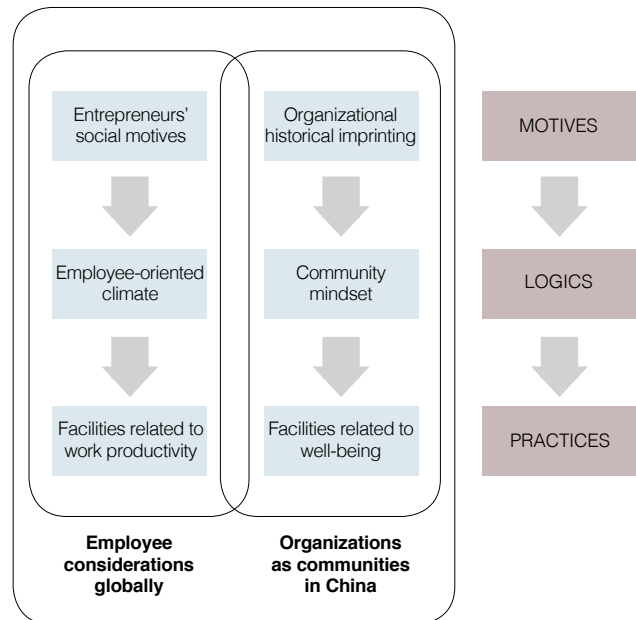 Entrepreneurs’
social motives
Organizational
historical imprinting
MOTIVES
Employee-oriented
climate
Community
mindset
LOGICS
Facilities related to
work productivity
Facilities related to
well-being
PRACTICES
Employee
considerations
globally
Organizations
as communities
in China